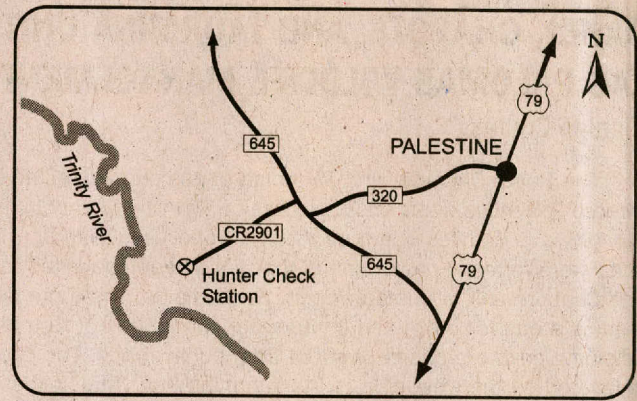 N
79
645
PALESTINE
320
Trinity River
CR2901
645
79
Hunter Check
Station